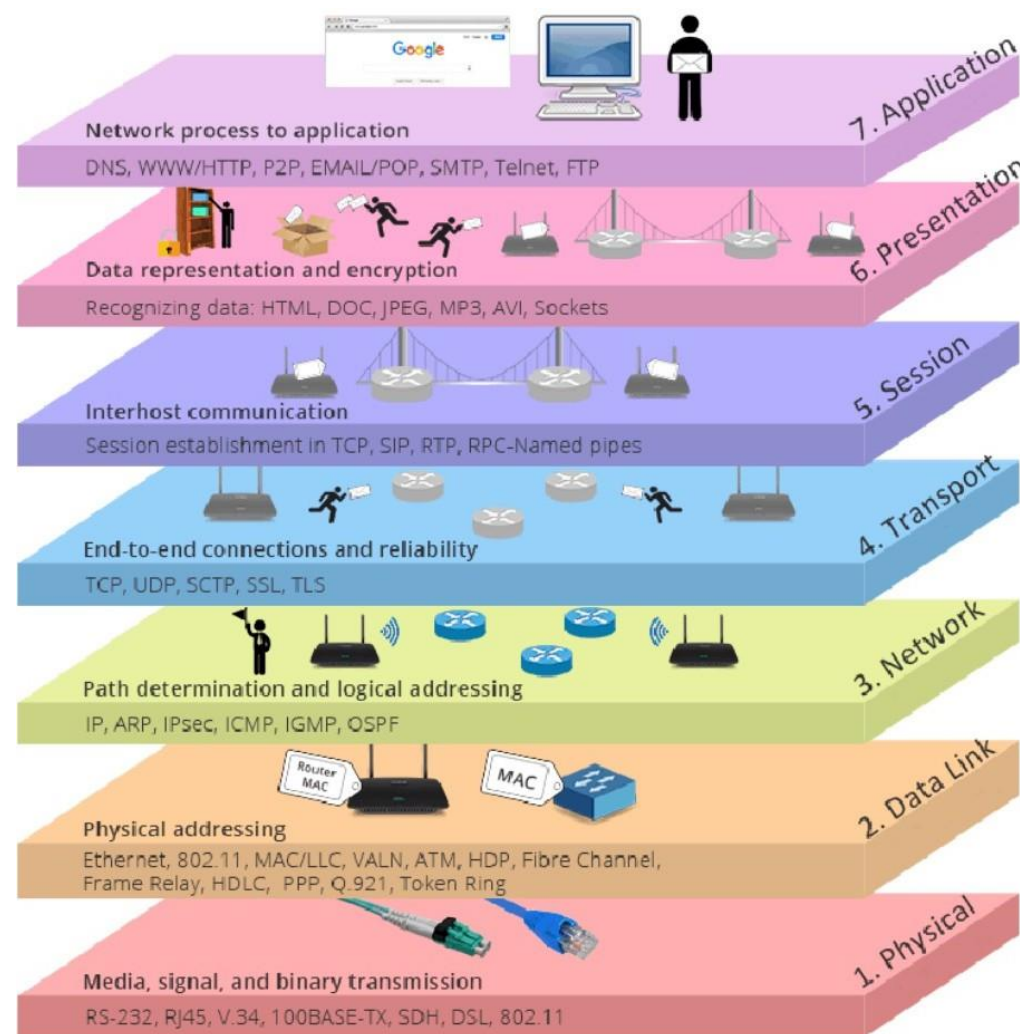 Google
7. Application
Network process to application
DNS, WWW/HTTP, P2P, EMAIL/POP, SMTP, Telnet, FTP
6. Presentation
Data representation and encryption
Recognizing data: HTML, DOC, JPEG, MP3, AVI, Sockets
5. Session
Interhost communication
Session establishment in TCP, SIP, RTP, RPC-Named pipes
4. Transport
End-to-end connections and reliability
TCP, UDP, SCTP, SSL, TLS
3. Network
Path determination and logical addressing
IP, ARP, IPsec, ICMP, IGMP, OSPF
Router
MAC
MAC
2. Data Link
Physical addressing
Ethernet, 802.11, MAC/LLC, VALN, ATM, HDP, Fibre Channel,
Frame Relay, HDLC, PPP, Q.921, Token Ring
1. Physical
Media, signal, and binary transmission
RS-232, RJ45, V.34, 100BASE-TX, SDH, DSL, 802.11